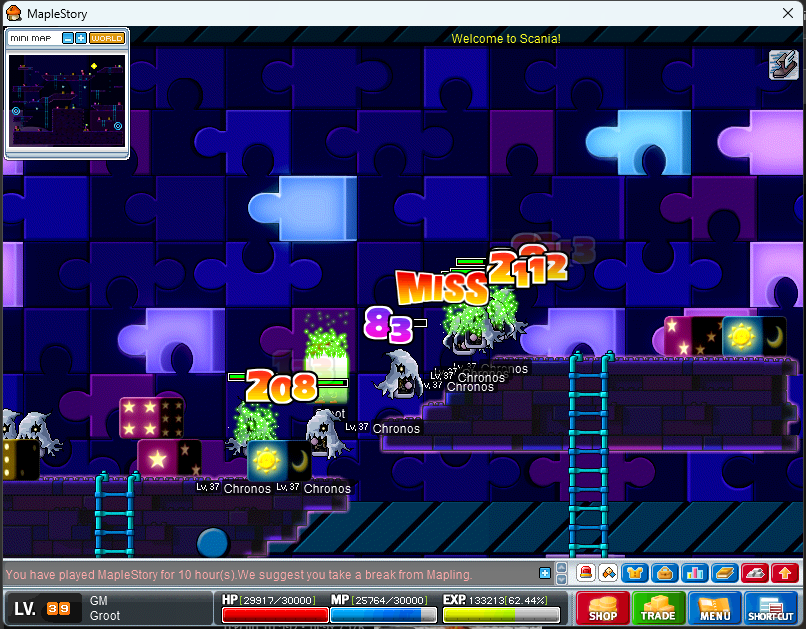 MapleStory
MINI MAP
WORLD
Welcome to Scania!
2112
MISS
83
208
Chronos
Lv. 37 Chronos
Lv. 37 Chronos
Lv. 37 Chronos
Lv. 37 Chronos Lv. 37 Chronos
You have played MapleStory for 10 hour(s).We suggest you take a break from Mapling.
LV. 39
GM
Groot
HP[29917/30000] MP[25764/30000] EXP 133213[62.44%]
SHOP TRADE MENU SHORTCUT